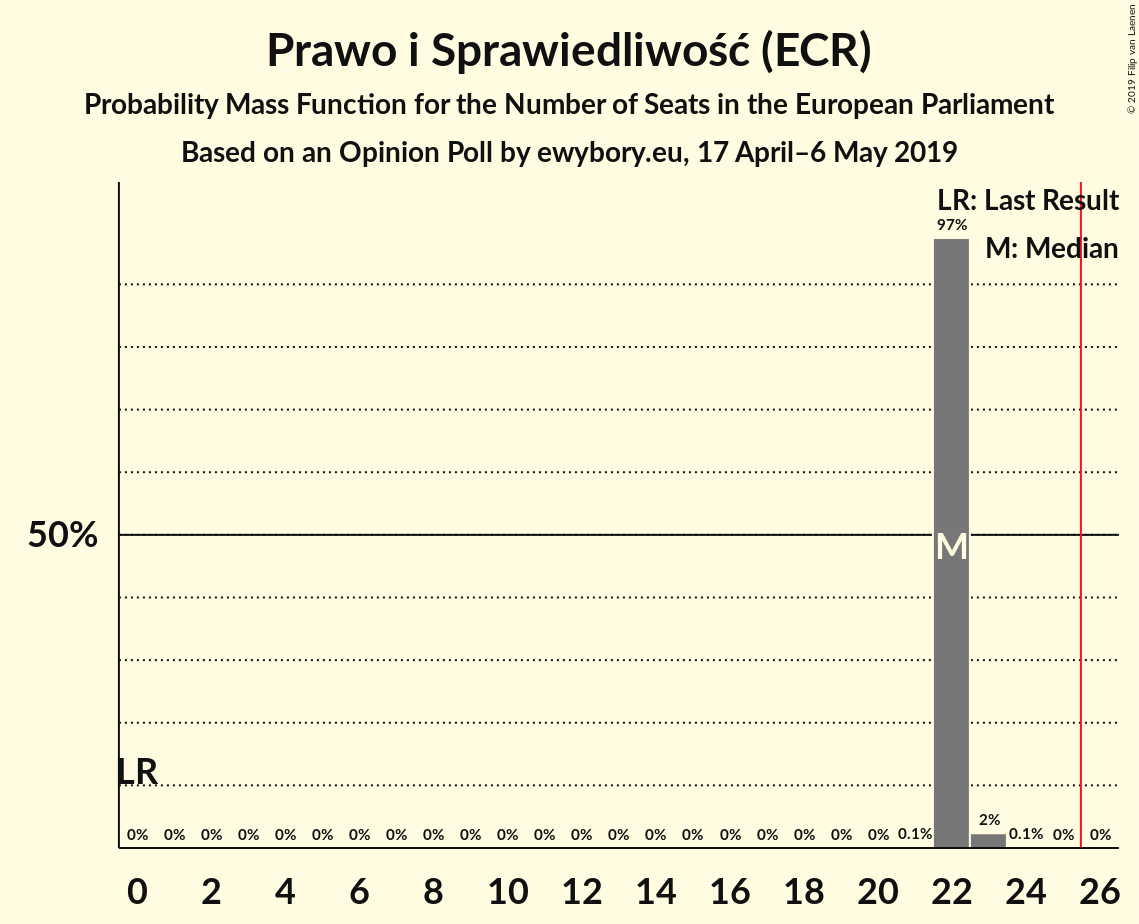 Prawo i Sprawiedliwość (ECR)
Probability Mass Function for the Number of Seats in the European Parliament
Based on an Opinion Poll by ewybory.eu, 17 April–6 May 2019
© 2019 Filip van Laenen
LR: Last Result
M: Median
97%
50%
M
LR
0% 0% 0% 0% 0% 0% 0% 0% 0% 0% 0% 0% 0% 0% 0% 0% 0% 0% 0% 0% 0% 0.1% 2% 0.1% 0% 0%
0 2 4 6 8 10 12 14 16 18 20 22 24 26